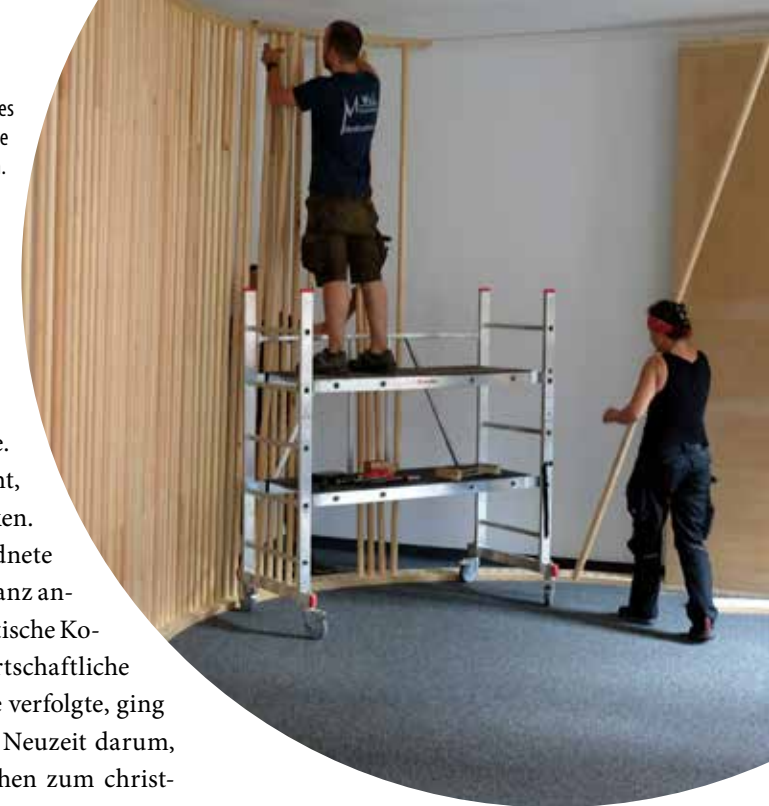 es
e
.
e.
nt,
ken.
dnete
anz an-
tische Ko-
rtschaftliche
e verfolgte, ging
Neuzeit darum,
hen zum christ-